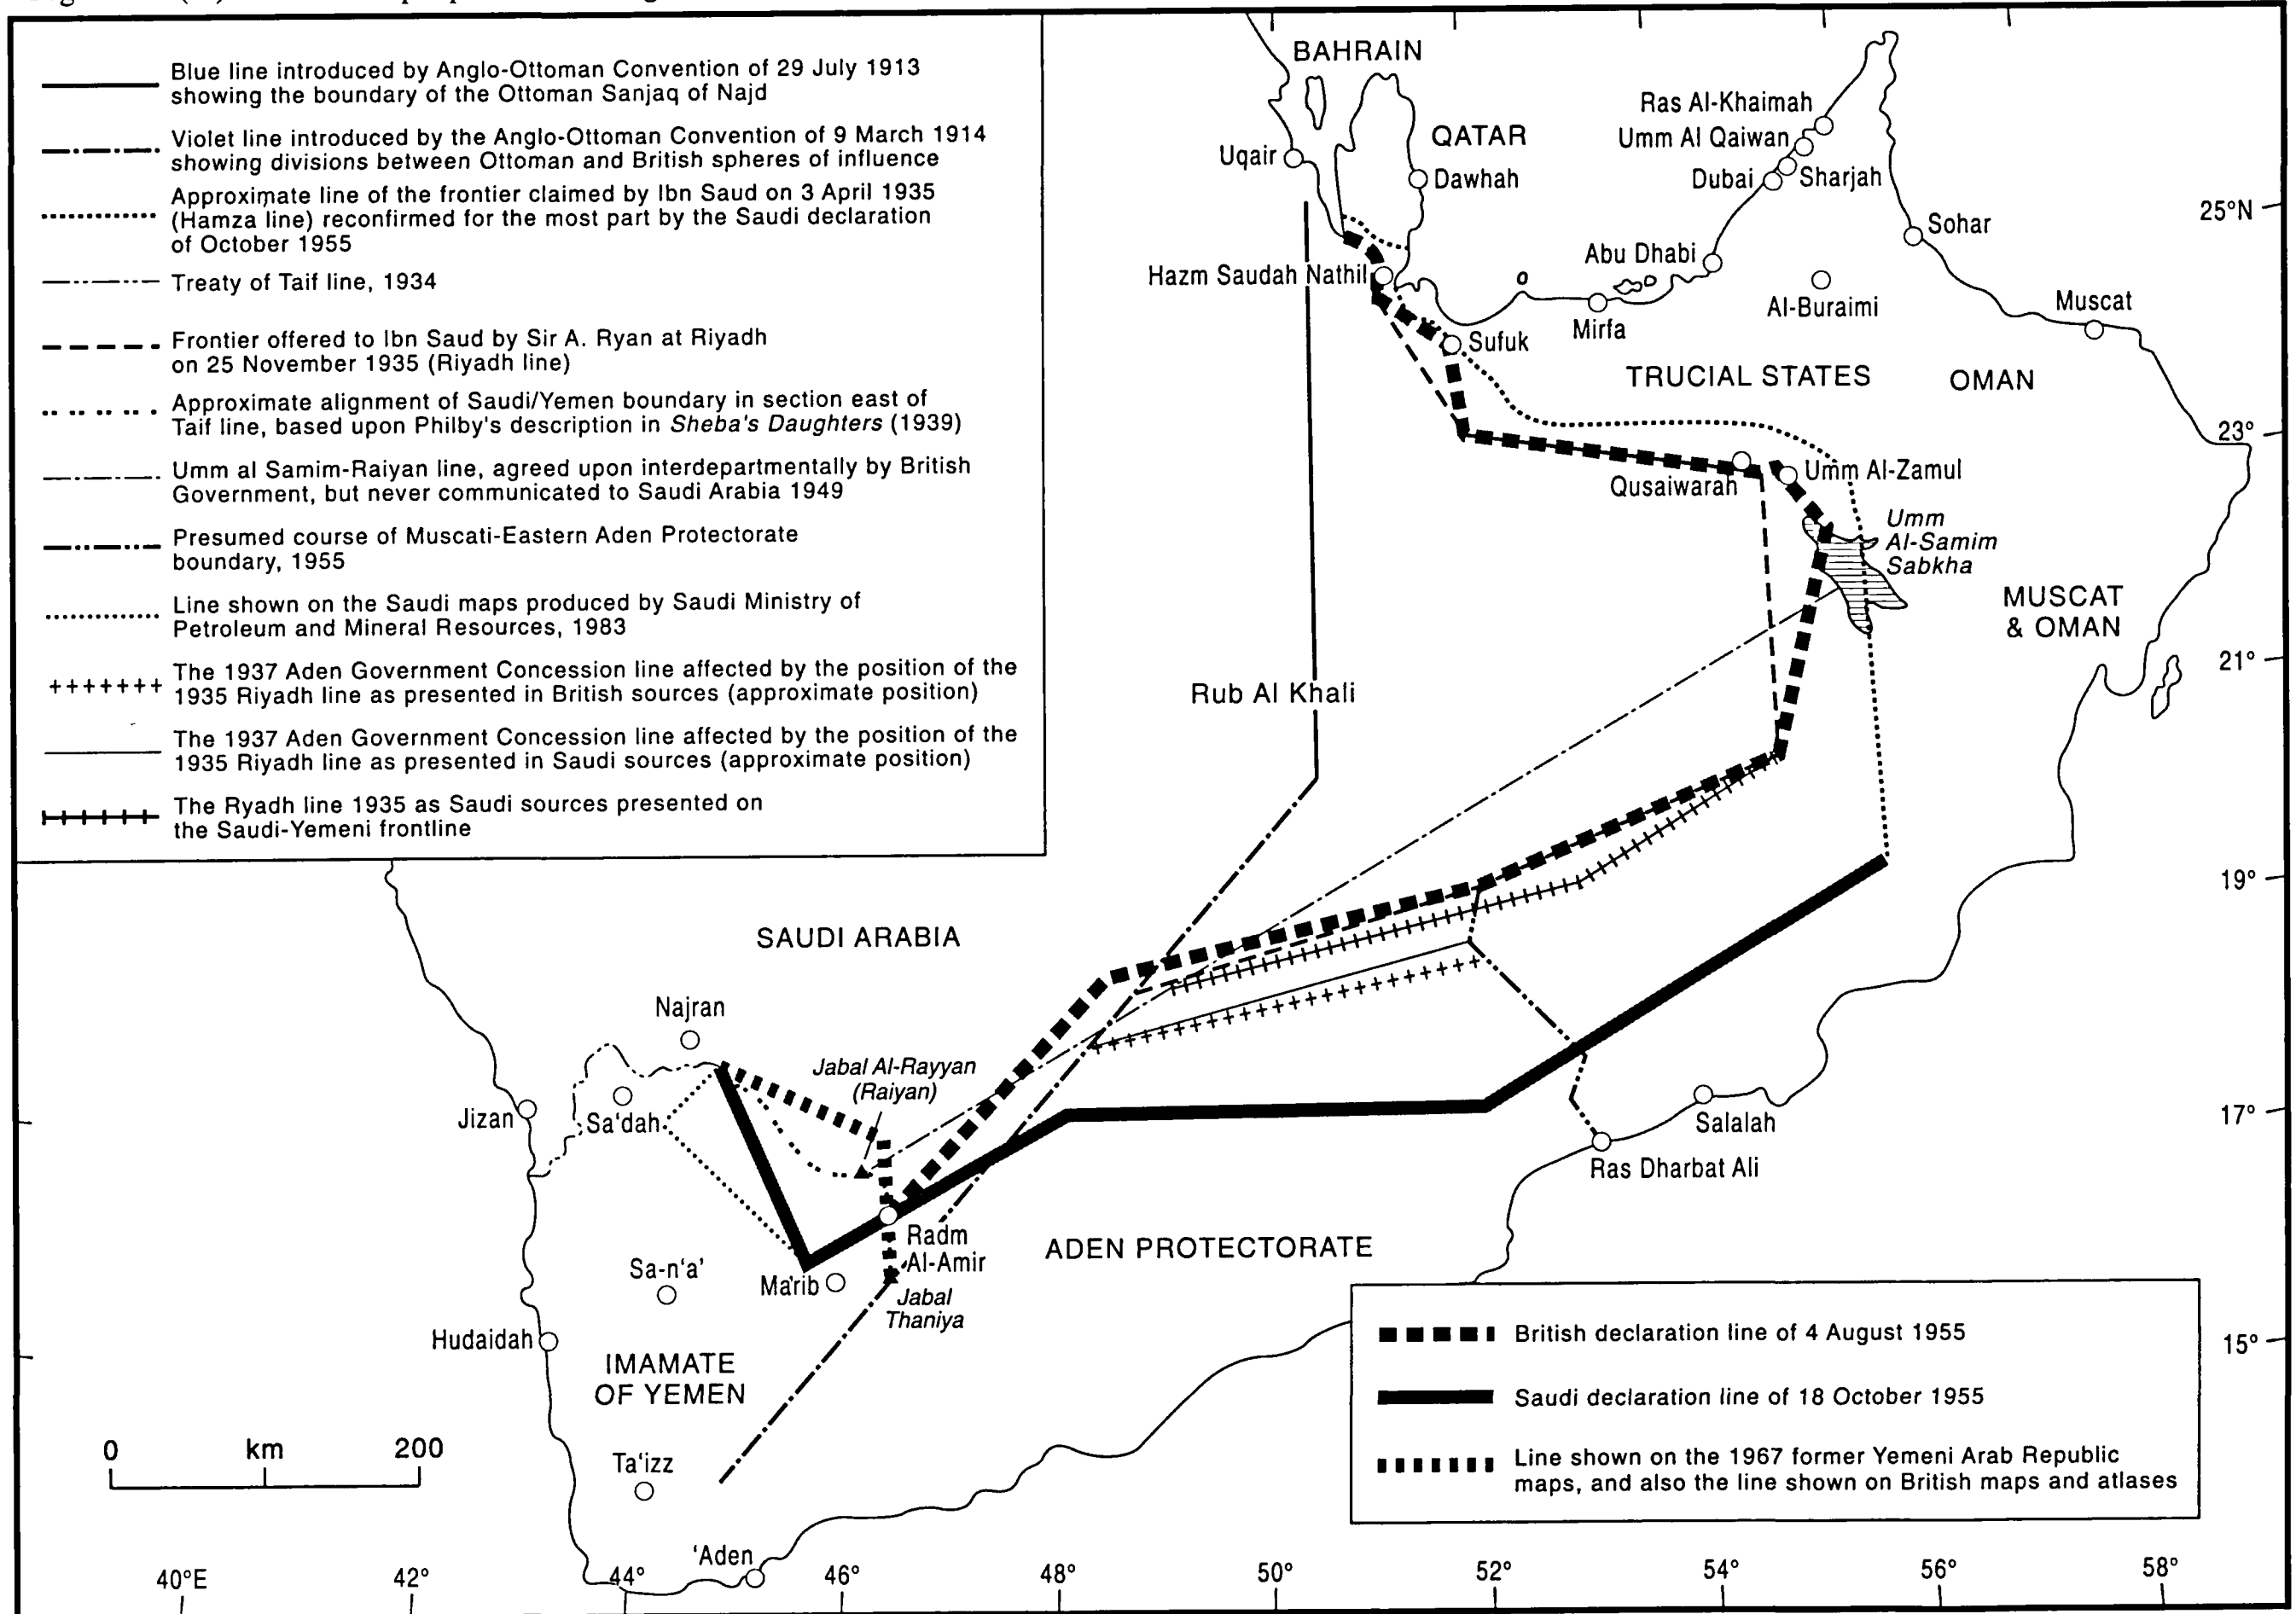 Blue line introduced by Anglo-Ottoman Convention of 29 July 1913
showing the boundary of the Ottoman Sanjaq of Najd
Violet line introduced by the Anglo-Ottoman Convention of 9 March 1914
showing divisions between Ottoman and British spheres of influence
Approximate line of the frontier claimed by Ibn Saud on 3 April 1935
(Hamza line) reconfirmed for the most part by the Saudi declaration
of October 1955
Treaty of Taif line, 1934
Frontier offered to Ibn Saud by Sir A. Ryan at Riyadh
on 25 November 1935 (Riyadh line)
Approximate alignment of Saudi/Yemen boundary in section east of
Taif line, based upon Philby's description in Sheba's Daughters (1939)
Umm al Samim-Raiyan line, agreed upon interdepartmentally by British
Government, but never communicated to Saudi Arabia 1949
Presumed course of Muscati-Eastern Aden Protectorate
boundary, 1955
Line shown on the Saudi maps produced by Saudi Ministry of
Petroleum and Mineral Resources, 1983
The 1937 Aden Government Concession line affected by the position of the
1935 Riyadh line as presented in British sources (approximate position)
The 1937 Aden Government Concession line affected by the position of the
1935 Riyadh line as presented in Saudi sources (approximate position)
The Ryadh line 1935 as Saudi sources presented on
the Saudi-Yemeni frontline
BAHRAIN
QATAR
Uqair
Dawhah
Ras Al-Khaimah
Umm Al Qaiwan
Dubai
Sharjah
25°N
Sohar
Abu Dhabi
Hazm Saudah Nathil
Al-Buraimi
Muscat
Mirfa
Sufuk
TRUCIAL STATES
OMAN
23°
Umm Al-Zamul
Qusaiwarah
Umm
Al-Samim
Sabkha
MUSCAT
& OMAN
21°
Rub Al Khali
19°
SAUDI ARABIA
Najran
Jabal Al-Rayyan
(Raiyan)
Jizan
Sa'dah
17°
Salalah
Ras Dharbat Ali
Radm
Al-Amir
ADEN PROTECTORATE
Sa-n'a'
Ma'rib
Jabal
Thaniya
Hudaidah
IMAMATE
OF YEMEN
15°
British declaration line of 4 August 1955
Saudi declaration line of 18 October 1955
Line shown on the 1967 former Yemeni Arab Republic
maps, and also the line shown on British maps and atlases
0 km 200
Ta'izz
'Aden
40°E 42° 44° 46° 48° 50° 52° 54° 56° 58°